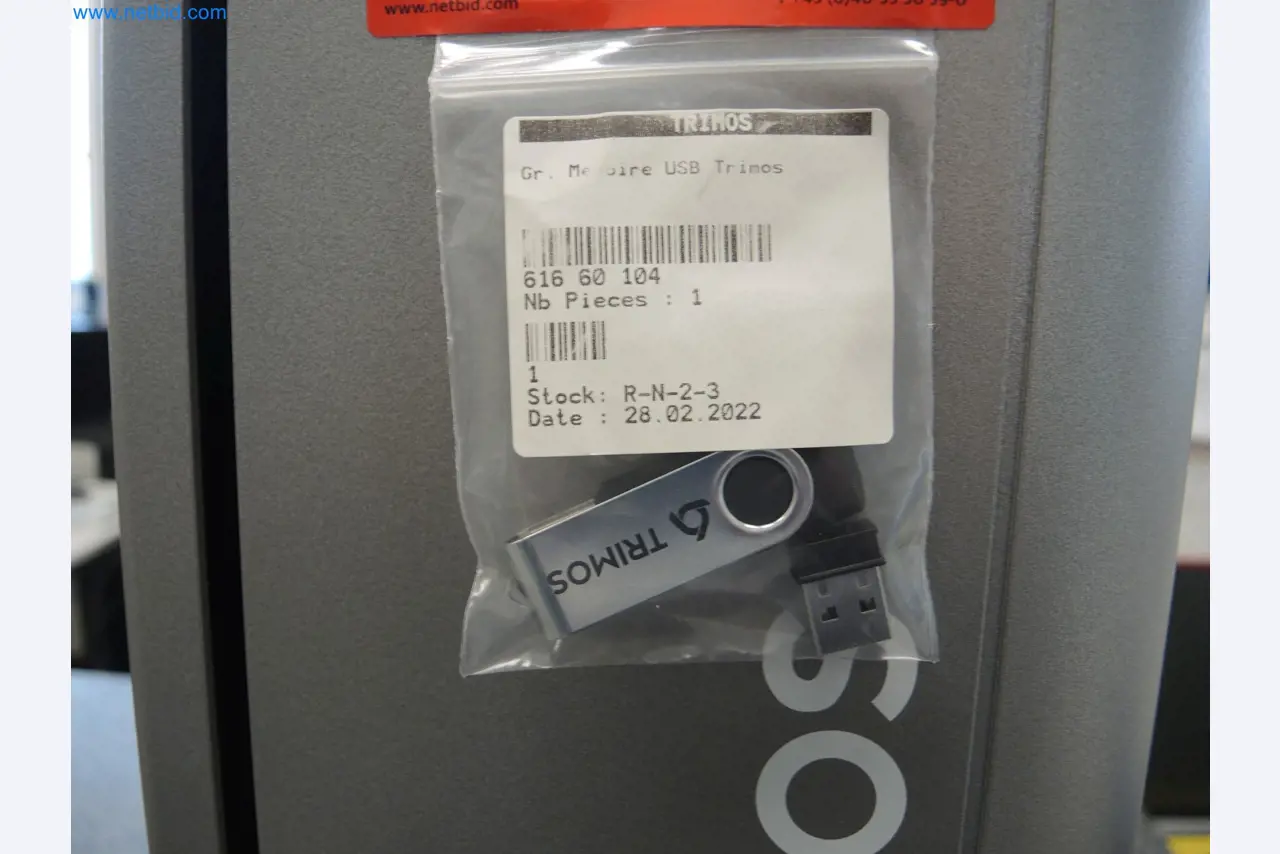 www.netbid.com
www.netbid.com
TRIMOS
Gr. USB Trimos
616 60 104
Nb Pieces : 1
1
Stock: R-N-2-3
Date : 28.02.2022
TRIMOS
OS